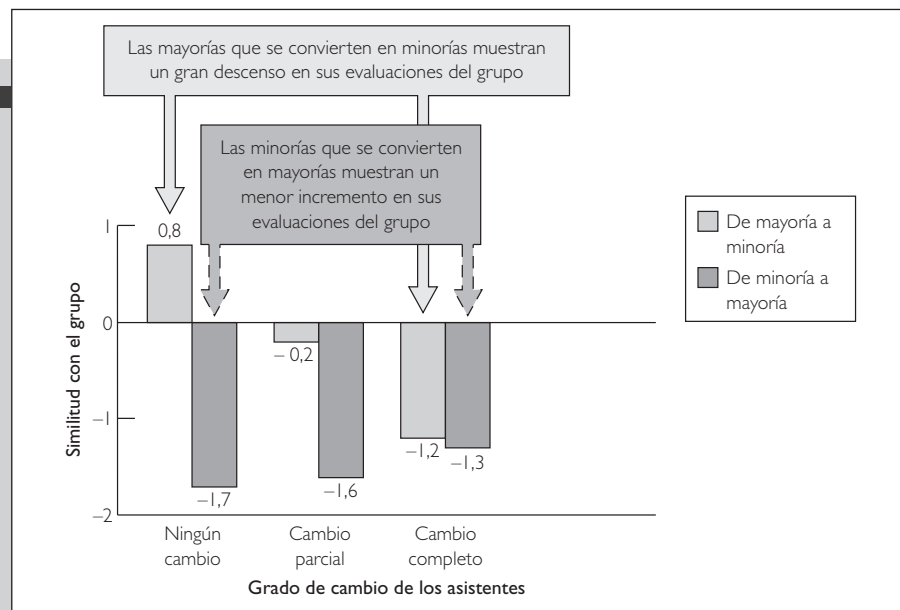 Las mayorías que se convierten en minorías muestran
un gran descenso en sus evaluaciones del grupo
Las minorías que se convierten
en mayorías muestran un
menor incremento en sus
evaluaciones del grupo
De mayoría a
minoría
De minoría a
mayoría
Similitud con el grupo
1
0
–1
–2
0,8
–1,7
– 0,2
–1,6
–1,2
–1,3
Ningún
cambio
Cambio
parcial
Cambio
completo
Grado de cambio de los asistentes